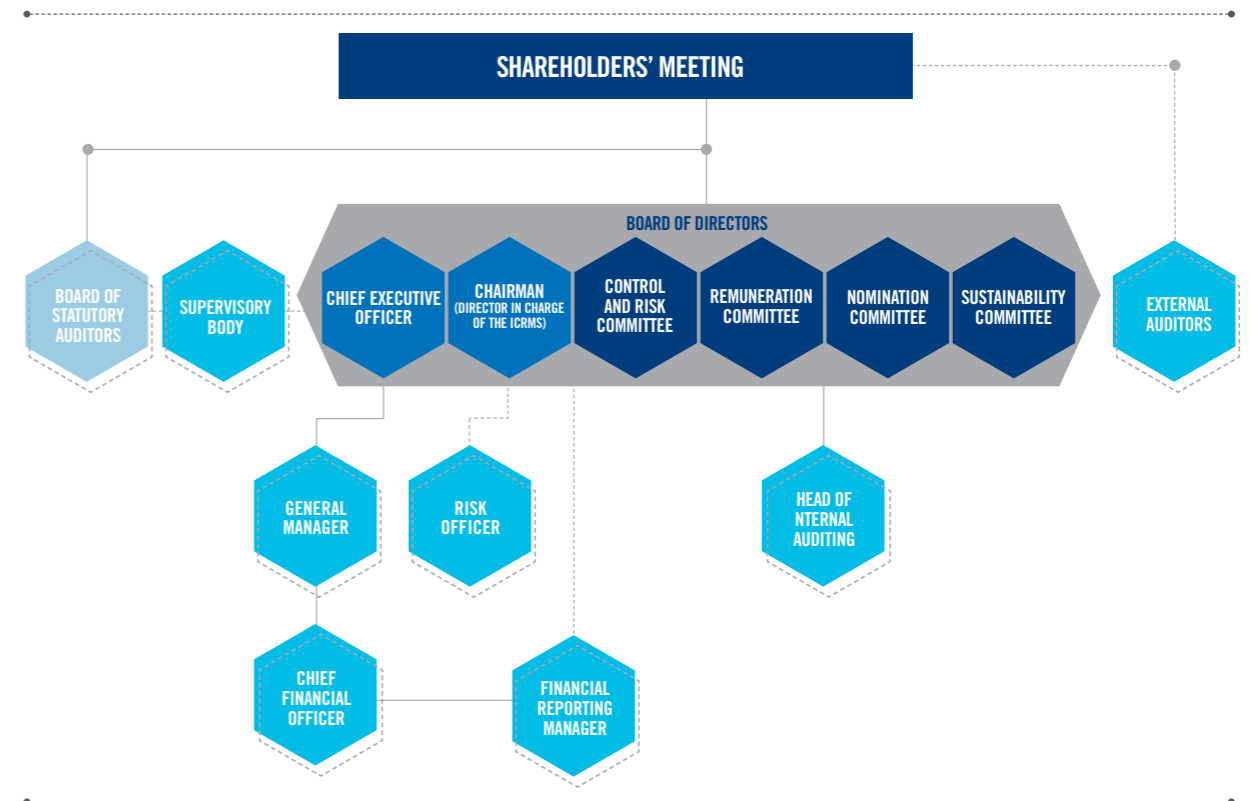 SHAREHOLDERS’ MEETING
BOARD OF DIRECTORS
BOARD OF
STATUTORY
AUDITORS
SUPERVISORY
BODY
CHIEF EXECUTIVE
OFFICER
CHAIRMAN
(DIRECTOR IN CHARGE
OF THE ICRMS)
CONTROL
AND RISK
COMMITTEE
REMUNERATION
COMMITTEE
NOMINATION
COMMITTEE
SUSTAINABILITY
COMMITTEE
EXTERNAL
AUDITORS
GENERAL
MANAGER
RISK
OFFICER
HEAD OF
NTERNAL
AUDITING
CHIEF
FINANCIAL
OFFICER
FINANCIAL
REPORTING
MANAGER